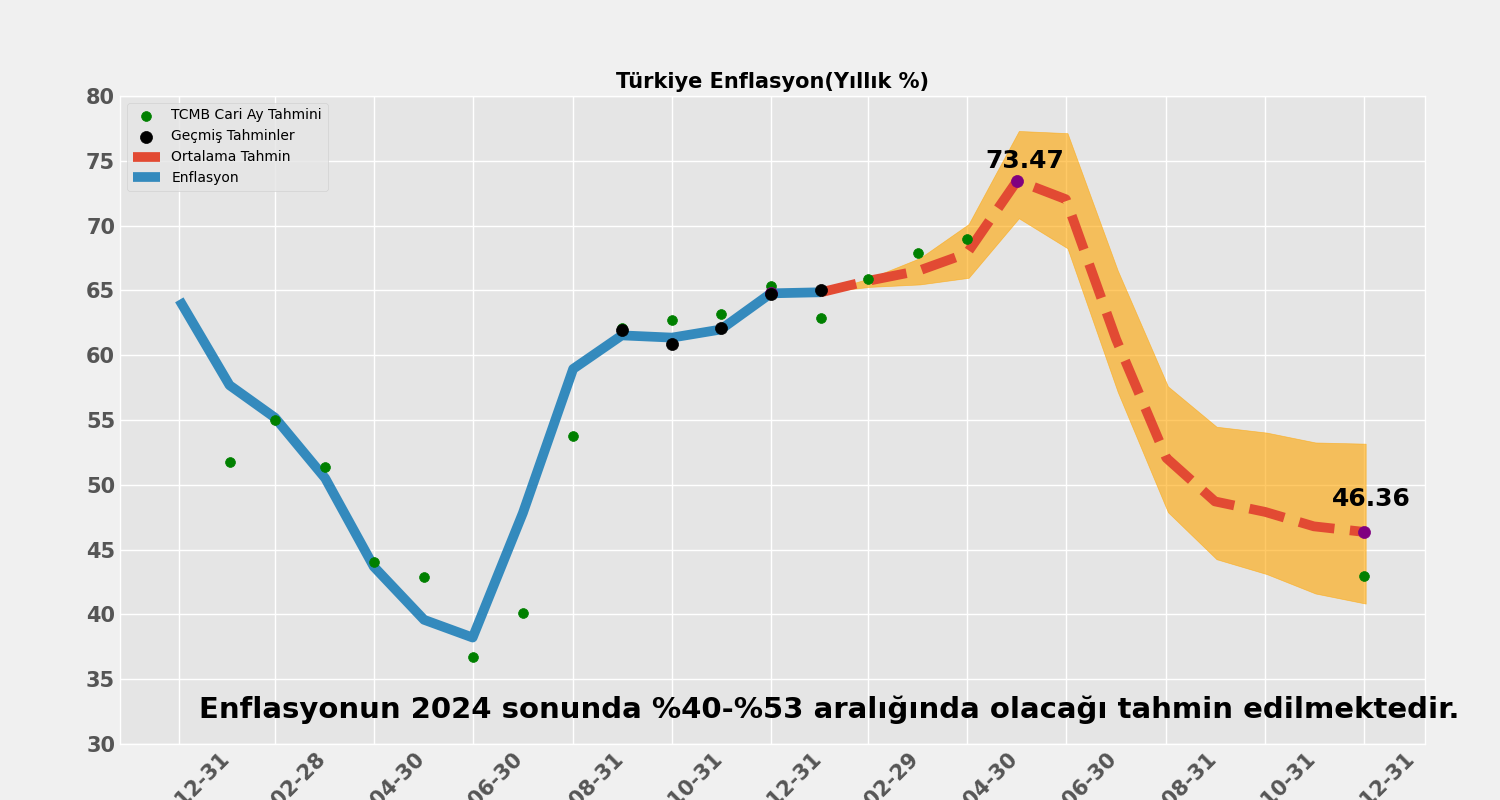 Türkiye Enflasyon(Yıllık %)
80
TCMB Cari Ay Tahmini
Geçmiş Tahminler
Ortalama Tahmin
Enflasyon
75
73.47
70
65
60
55
50
46.36
45
40
35
Enflasyonun 2024 sonunda %40-%53 aralığında olacağı tahmin edilmektedir.
30
12-31 02-28 04-30 06-30 08-31 10-31 12-31 02-29 04-30 06-30 08-31 10-31 12-31